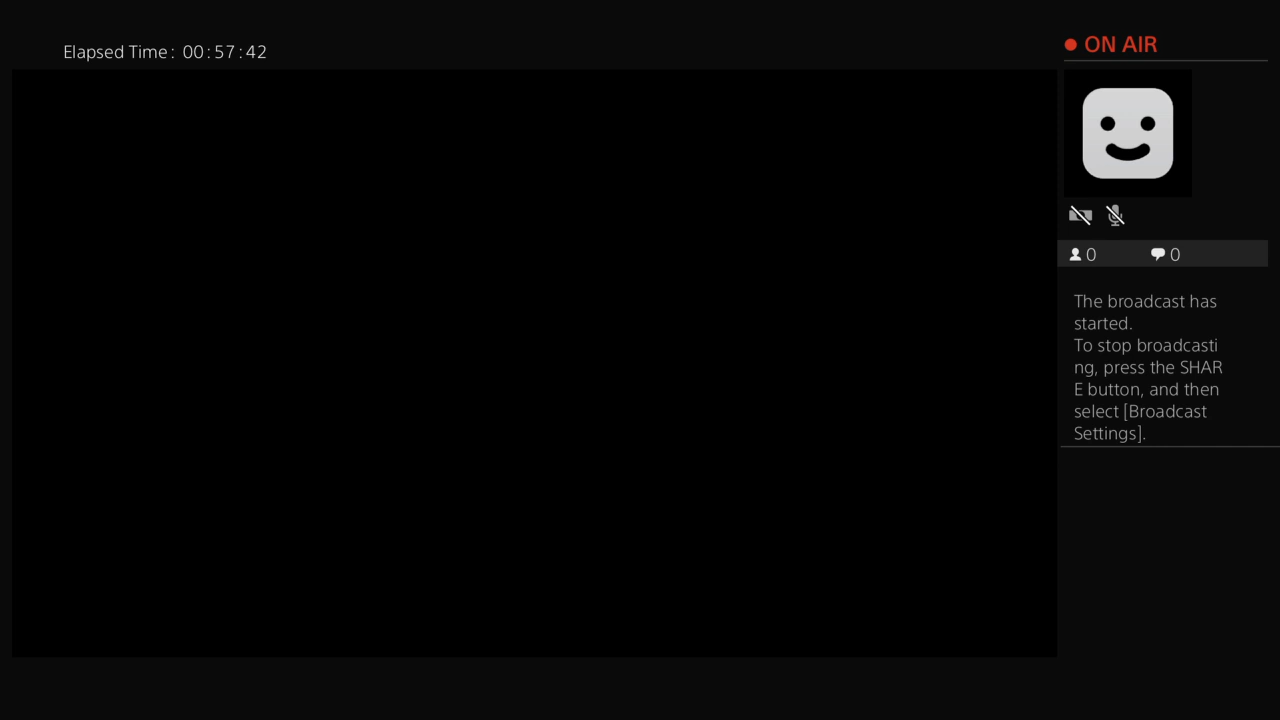 Elapsed Time: 00:57:42
ON AIR
0
0
The broadcast has
started.
To stop broadcasti
ng, press the SHAR
E button, and then
select [Broadcast
Settings].